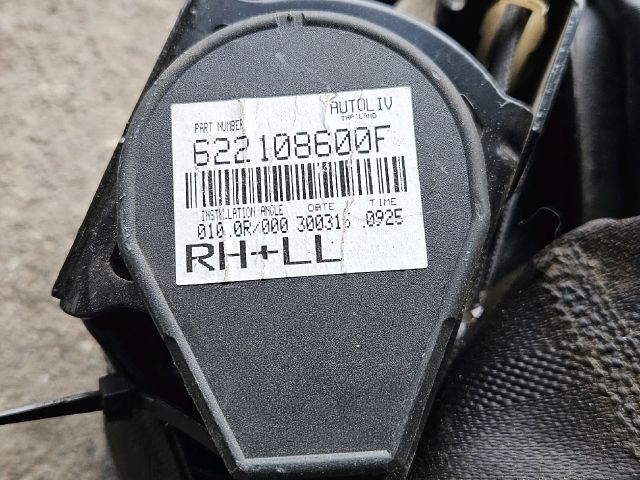 AUTOLIV
THAILAND
PART NUMBER
622108600F
INSTALLATION ANGLE DATE TIME
010.0R/000 300316 .0925
RH+LL